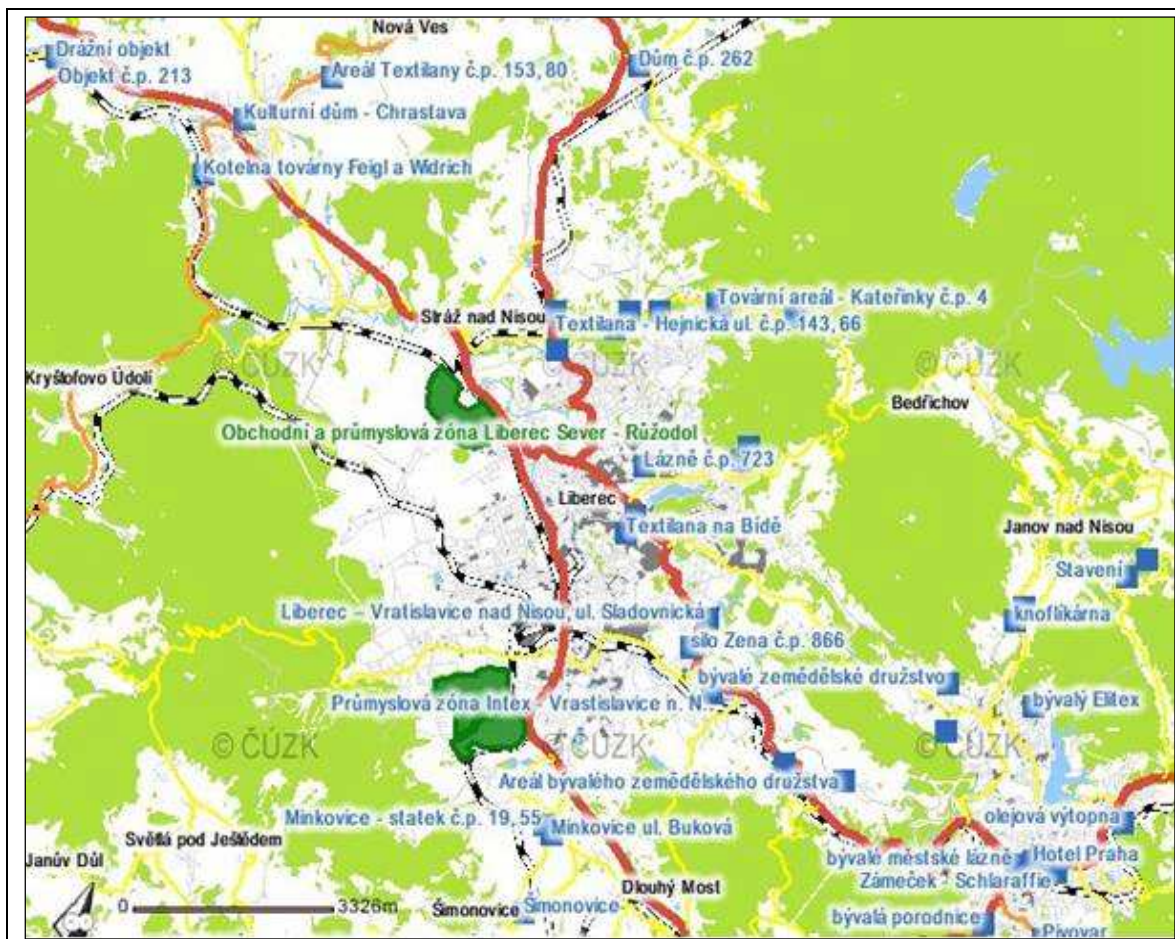 Nová Ves
Drážní objekt
Objekt č.p. 213
Areál Textilany č.p. 153, 80
Dům č.p. 262
Kulturní dům - Chrastava
Kotelna továrny Feigl a Widrich
Tovární areál - Kateřinky č.p. 4
Stráž nad Nisou
Textilana - Hejnická ul. č.p. 143, 66
© ČÚZK
© ČÚZK
© ČÚZK
Kryštofovo Údolí
Bedřichov
Obchodní a průmyslová zóna Liberec Sever - Růžodol
Lázně č.p. 723
Liberec
Textilana na Bídě
Janov nad Nisou
Stavení
Liberec – Vratislavice nad Nisou, ul. Sladovnická
knoflíkárna
silo Zena č.p. 866
bývalé zemědělské družstvo
Průmyslová zóna Intex - Vrastislavice n. N.
bývalý Elitex
© ČÚZK
© ČÚZK
© ČÚZK
Areál bývalého zemědělského družstva
Minkovice - statek č.p. 19, 55
Minkovice ul. Buková
olejová výtopna
Světlá pod Ještědem
Janův Důl
bývalé městské lázně
Hotel Praha
Zámeček - Schlaraffie
Dlouhý Most
0
3326m
Šimonovice
Šimonovice
bývalá porodnice
Pivovar